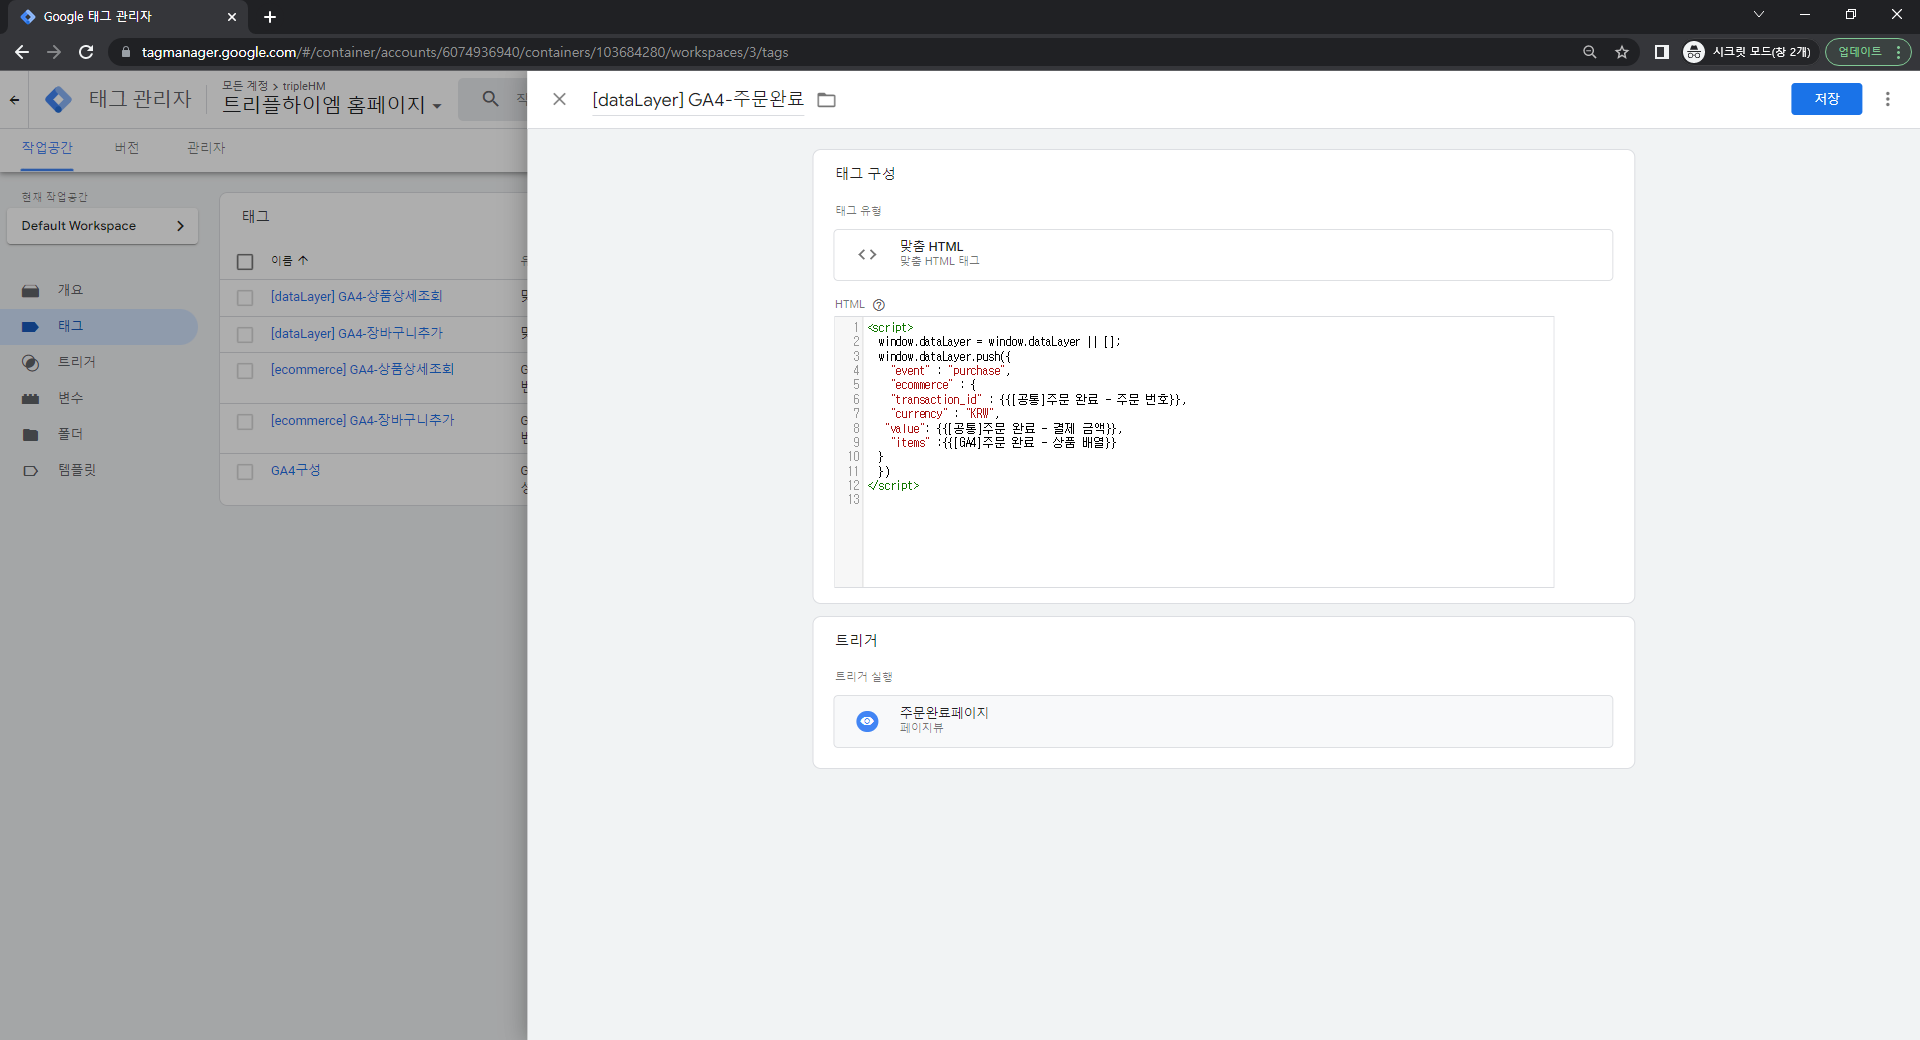 Google 태그 관리자
tagmanager.google.com/#/container/accounts/6074936940/containers/103684280/workspaces/3/tags
시크릿 모드(창 2개)
업데이트
태그 관리자
모든 계정 > tripleHM
트리플하이엠 홈페이지
[dataLayer] GA4-주문완료
저장
작업공간
버전
관리자
현재 작업공간
Default Workspace
개요
태그
트리거
변수
폴더
템플릿
태그
이름
[dataLayer] GA4-상품상세조회
[dataLayer] GA4-장바구니추가
[ecommerce] GA4-상품상세조회
[ecommerce] GA4-장바구니추가
GA4구성
태그 구성
태그 유형
맞춤 HTML
맞춤 HTML 태그
HTML
1 <script>
2 window.dataLayer = window.dataLayer || [];
3 window.dataLayer.push({
4 "event" : "purchase",
5 "ecommerce" : {
6 "transaction_id" : {{[공통]주문 완료 - 주문 번호}},
7 "currency" : "KRW",
8 "value": {{[공통]주문 완료 - 결제 금액}},
9 "items" :{{[GA4]주문 완료 - 상품 배열}}
10 }
11 })
12 </script>
13
트리거
트리거 실행
주문완료페이지
페이지뷰